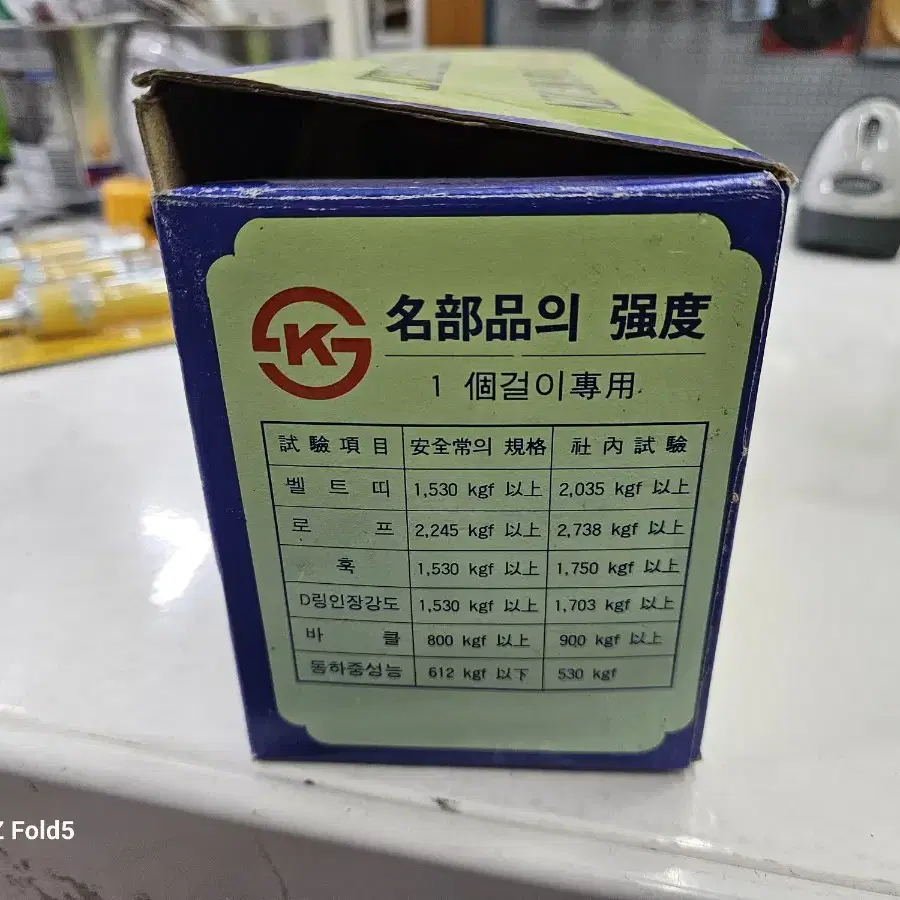 K
名部品의 强度
1 個걸이專用
試驗項目 安全常의 規格 社內試驗
벨트띠 1,530 kgf 以上 2,035 kgf 以上
로프 2,245 kgf 以上 2,738 kgf 以上
훅 1,530 kgf 以上 1,750 kgf 以上
D링인장강도 1,530 kgf 以上 1,703 kgf 以上
바클 800 kgf 以上 900 kgf 以上
동하중성능 612 kgf 以下 530 kgf
Z Fold5